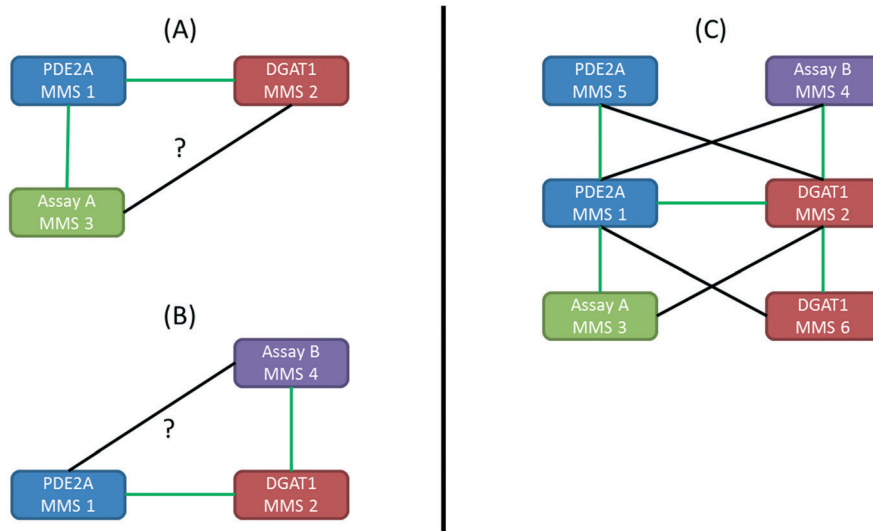 (A)
PDE2A
MMS 1
DGAT1
MMS 2
?
Assay A
MMS 3
(B)
Assay B
MMS 4
?
PDE2A
MMS 1
DGAT1
MMS 2
(C)
PDE2A
MMS 5
Assay B
MMS 4
PDE2A
MMS 1
DGAT1
MMS 2
Assay A
MMS 3
DGAT1
MMS 6